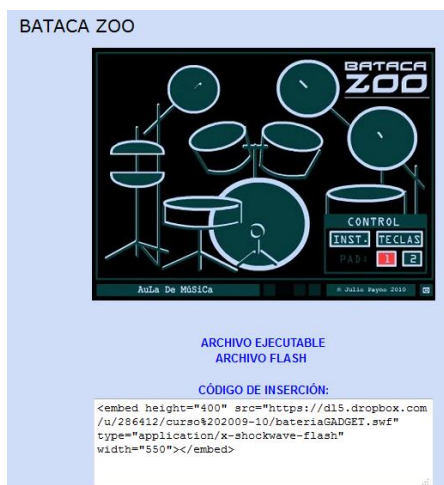 BATACA ZOO
BATACA
ZOO
CONTROL
INST. TECLAS
PAD: 1 2
AuLa De MúSiCa
© Julio Payno 2010
ARCHIVO EJECUTABLE
ARCHIVO FLASH
CÓDIGO DE INSERCIÓN:
<embed height="400" src="https://dl5.dropbox.com
/u/286412/curso%202009-10/bateriaGADGET.swf"
type="application/x-shockwave-flash"
width="550"></embed>